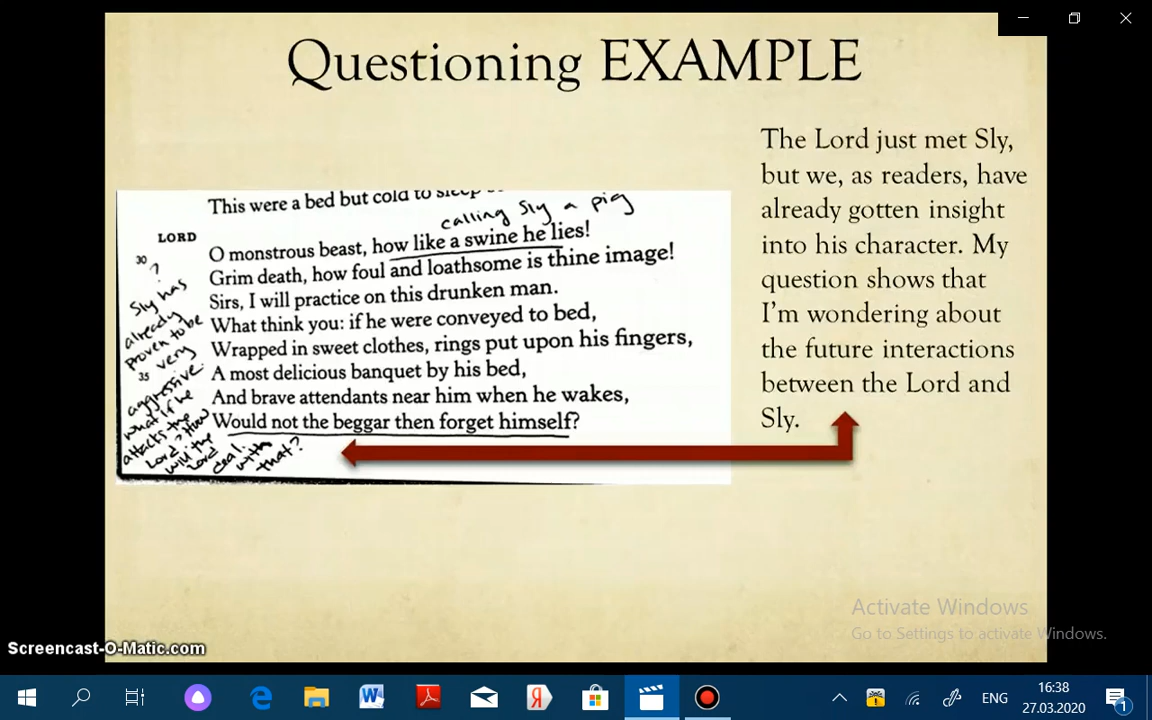 Questioning EXAMPLE
This were a bed but cold to sleep
calling Sly a pig
LORD
O monstrous beast, how like a swine he lies!
30
Grim death, how foul and loathsome is thine image!
Sirs, I will practice on this drunken man.
What think you: if he were conveyed to bed,
Wrapped in sweet clothes, rings put upon his fingers,
35
A most delicious banquet by his bed,
And brave attendants near him when he wakes,
Would not the beggar then forget himself?
?
Sly has
already
proven to be
is very
aggressive.
what if he
attacks the
Lord? How
will the
Lord
deal
with
that?
The Lord just met Sly,
but we, as readers, have
already gotten insight
into his character. My
question shows that
I'm wondering about
the future interactions
between the Lord and
Sly.
Activate Windows
Go to Settings to activate Windows.
Screencast-O-Matic.com
ENG
16:38
27.03.2020
1